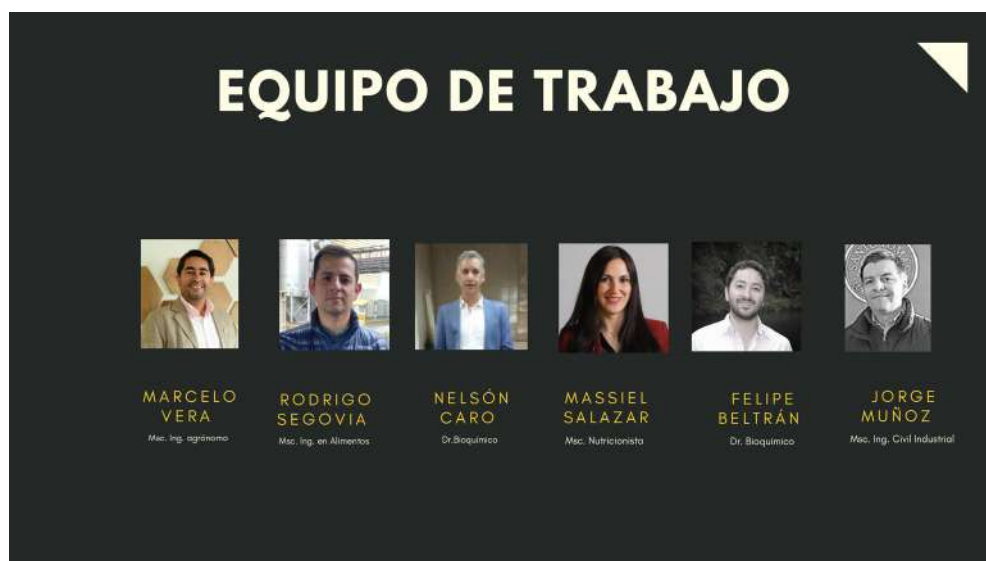 EQUIPO DE TRABAJO
MARCELO
VERA
Msc. Ing. agrónomo
RODRIGO
SEGOVIA
Msc. Ing. en Alimentos
NELSÓN
CARO
Dr.Bioquímico
MASSIEL
SALAZAR
Msc. Nutricionista
FELIPE
BELTRÁN
Dr. Bioquímico
JORGE
MUÑOZ
Msc. Ing. Civil Industrial